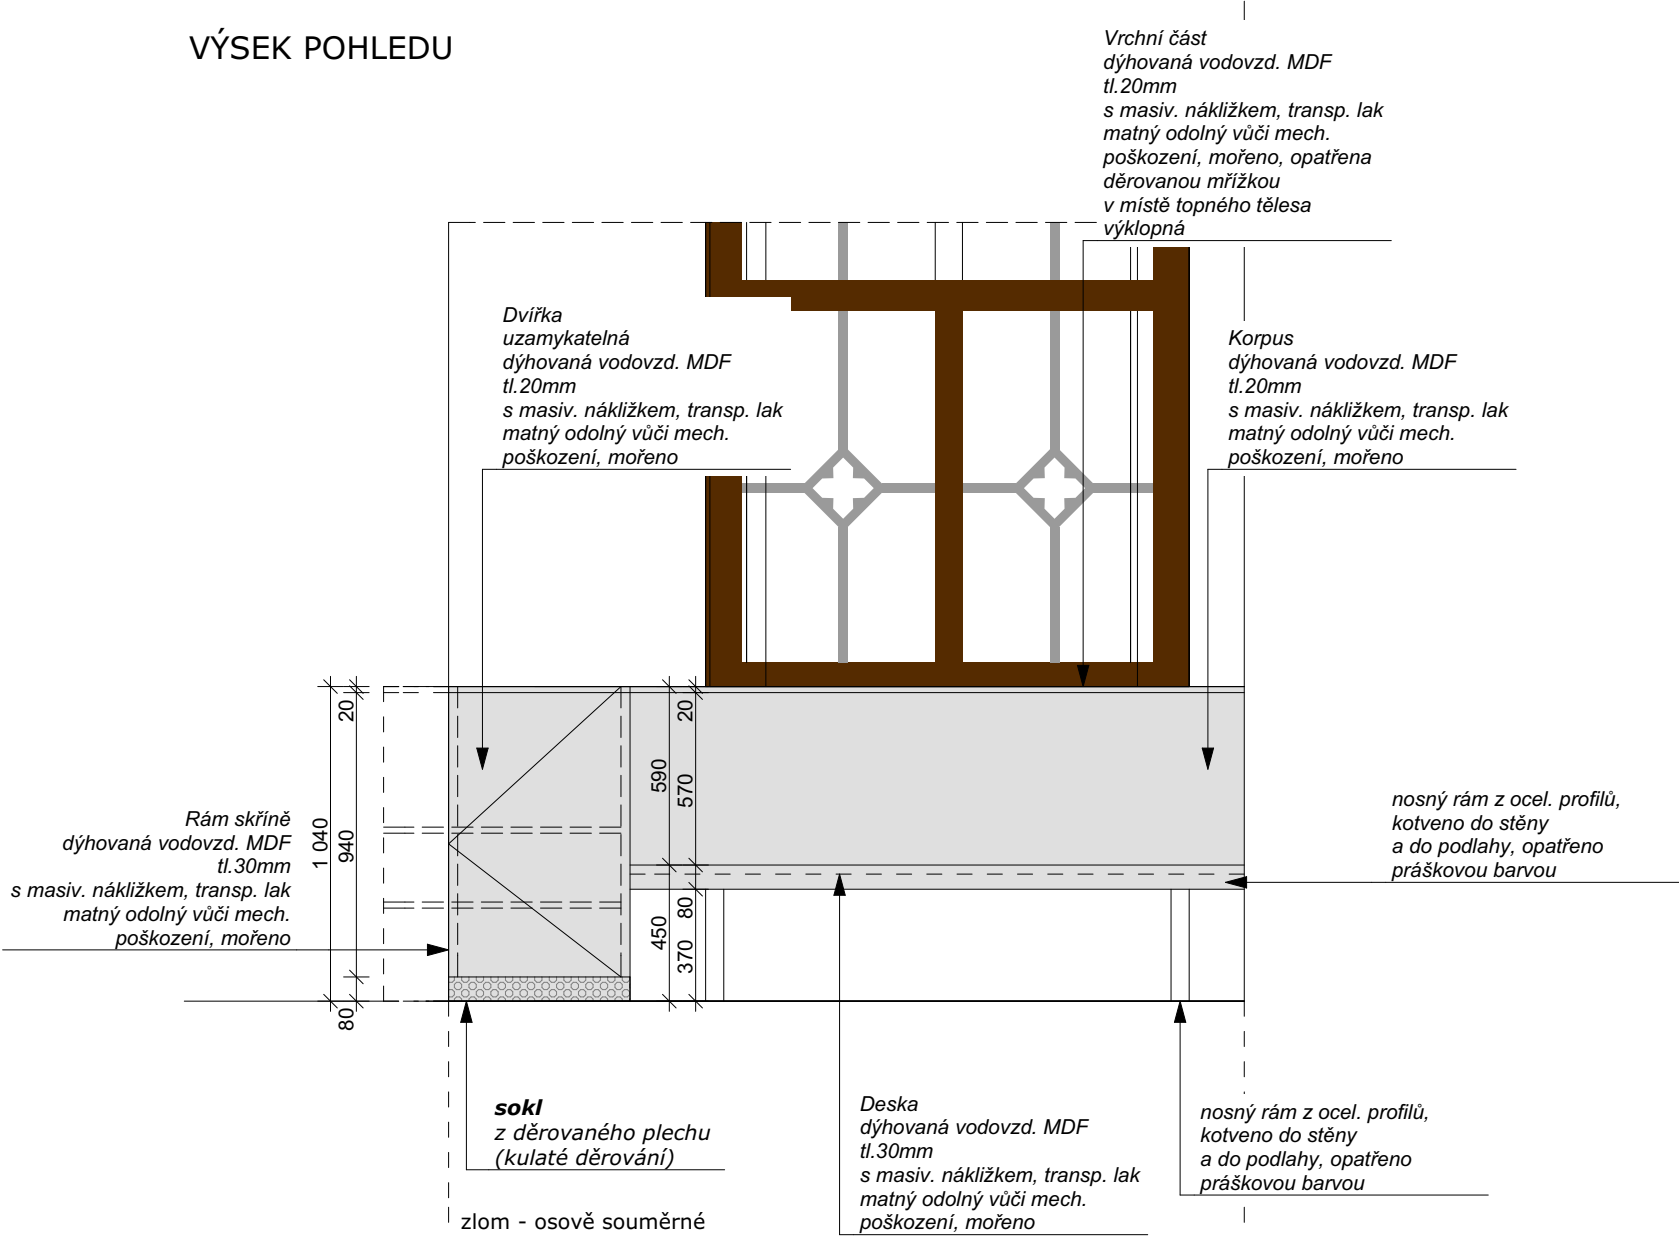 VÝSEK POHLEDU
Vrchní část
dýhovaná vodovzd. MDF
tl.20mm
s masiv. nákližkem, transp. lak
matný odolný vůči mech.
poškození, mořeno, opatřena
děrovanou mřížkou
v místě topného tělesa
výklopná
Dvířka
uzamykatelná
dýhovaná vodovzd. MDF
tl.20mm
s masiv. nákližkem, transp. lak
matný odolný vůči mech.
poškození, mořeno
Korpus
dýhovaná vodovzd. MDF
tl.20mm
s masiv. nákližkem, transp. lak
matný odolný vůči mech.
poškození, mořeno
Rám skříně
dýhovaná vodovzd. MDF
tl.30mm
s masiv. nákližkem, transp. lak
matný odolný vůči mech.
poškození, mořeno
1 040
20
940
80
590
450
20
570
80
370
nosný rám z ocel. profilů,
kotveno do stěny
a do podlahy, opatřeno
práškovou barvou
sokl
z děrovaného plechu
(kulaté děrování)
zlom - osově souměrné
Deska
dýhovaná vodovzd. MDF
tl.30mm
s masiv. nákližkem, transp. lak
matný odolný vůči mech.
poškození, mořeno
nosný rám z ocel. profilů,
kotveno do stěny
a do podlahy, opatřeno
práškovou barvou